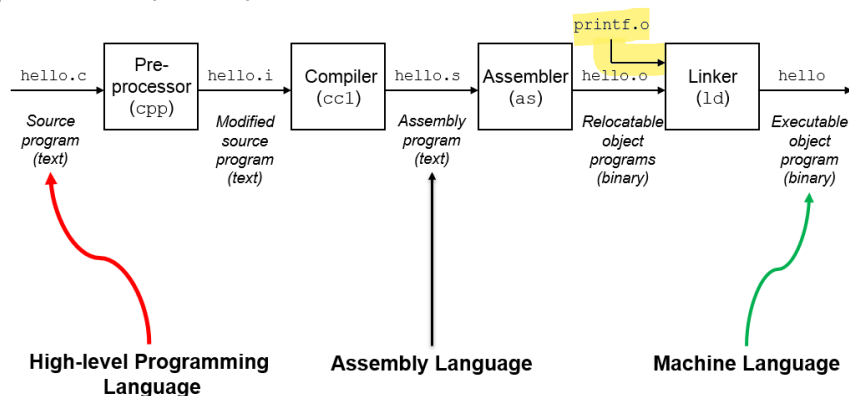 printf.o
hello.c
Pre-
processor
(cpp)
hello.i
Compiler
(cc1)
hello.s
Assembler
(as)
hello.o
Linker
(ld)
hello
Source
program
(text)
Modified
source
program
(text)
Assembly
program
(text)
Relocatable
object
programs
(binary)
Executable
object
program
(binary)
High-level Programming
Language
Assembly Language
Machine Language